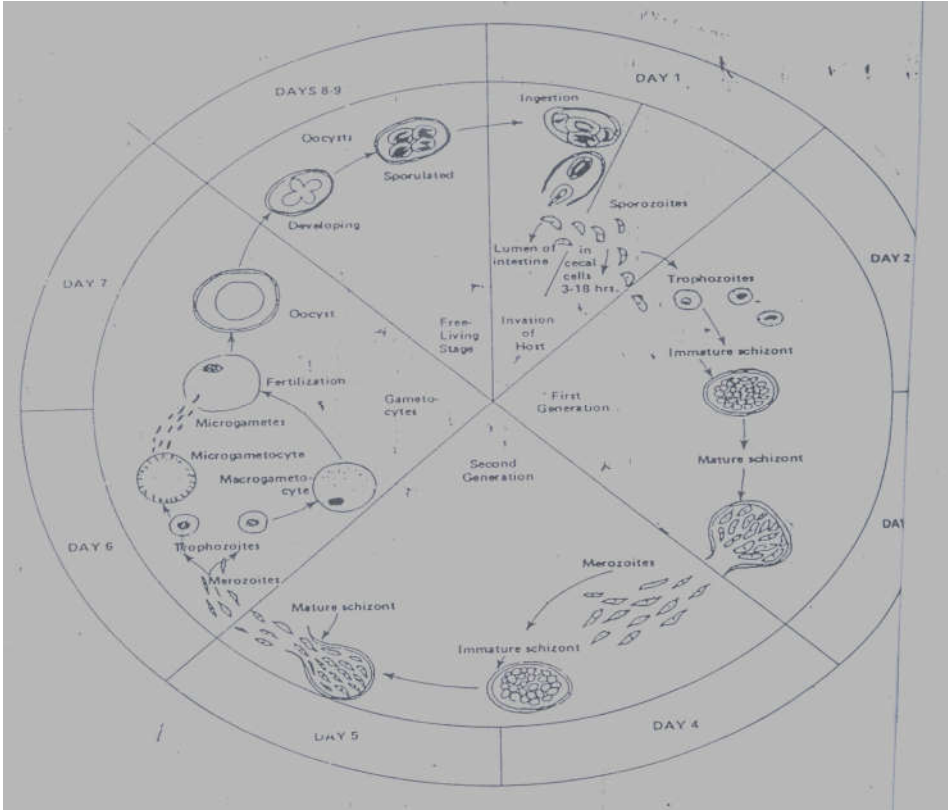 DAY 1
DAYS 8-9
Ingestion
Oocysts
Sporulated
Developing
Sporozoites
Lumen of
intestine
in
cecal
cells
3-18 hrs.
DAY 2
Trophozoites
DAY 7
Oocyst
Free-
Living
Stage
Invasion
of
Host
Immature schizont
Fertilization
Gameto-
cytes
First
Generation
Microgametes
Microgametocyte
Macrogameto-
cyte
Second
Generation
Mature schizont
DAY 6
Trophozoites
Merozoites
Merozoites
Mature schizont
Immature schizont
DAY 5
DAY 4